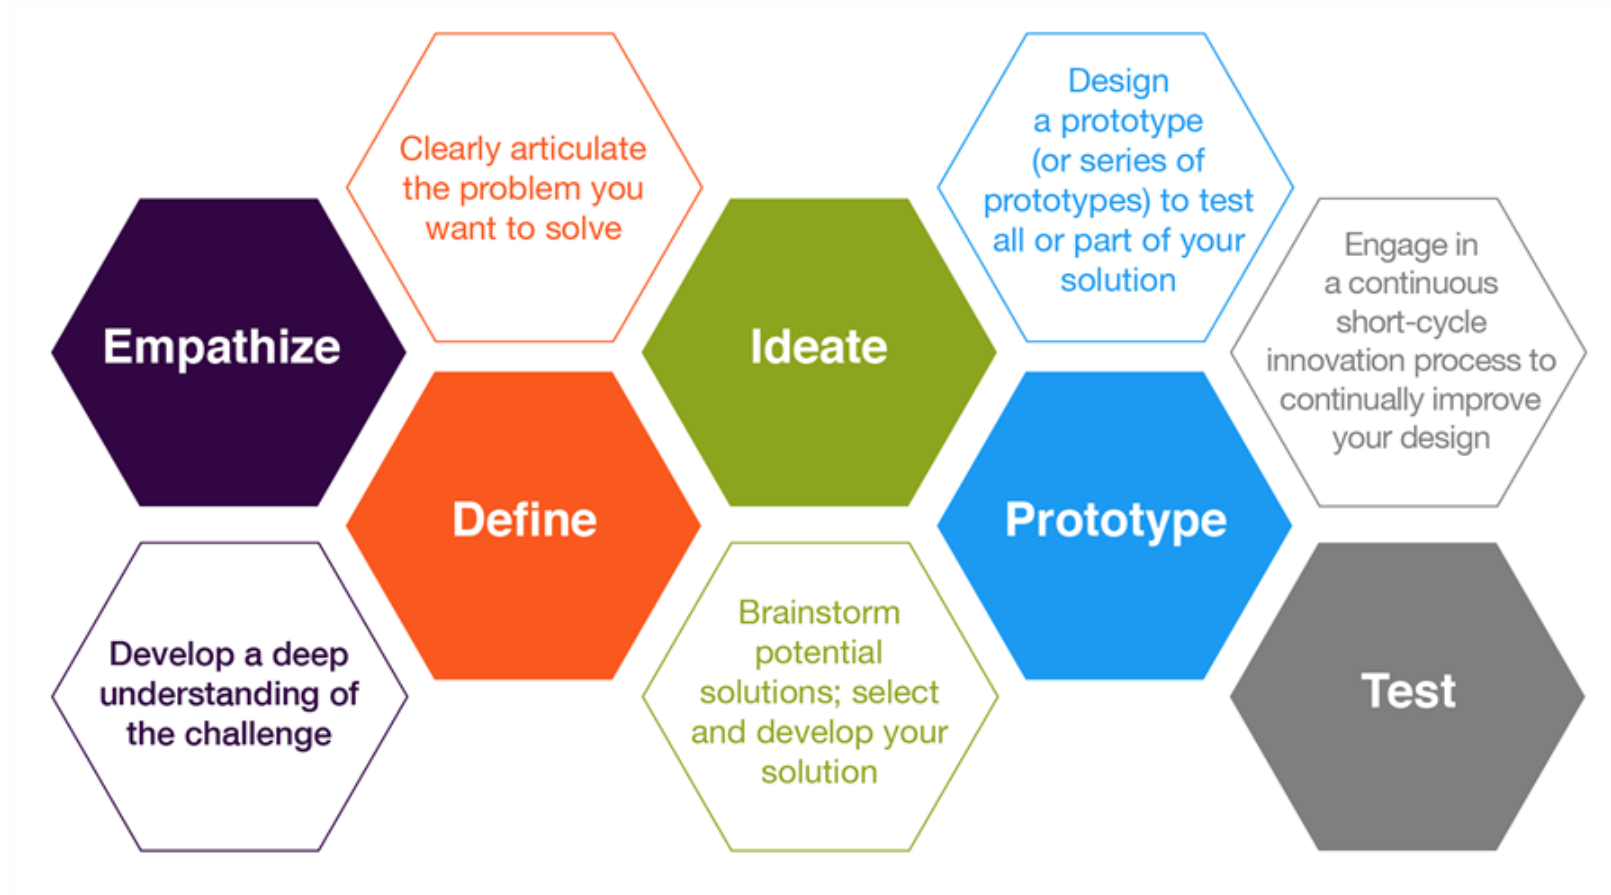 Empathize
Develop a deep
understanding of
the challenge
Clearly articulate
the problem you
want to solve
Define
Ideate
Brainstorm
potential
solutions; select
and develop your
solution
Design
a prototype
(or series of
prototypes) to test
all or part of your
solution
Prototype
Engage in
a continuous
short-cycle
innovation process to
continually improve
your design
Test